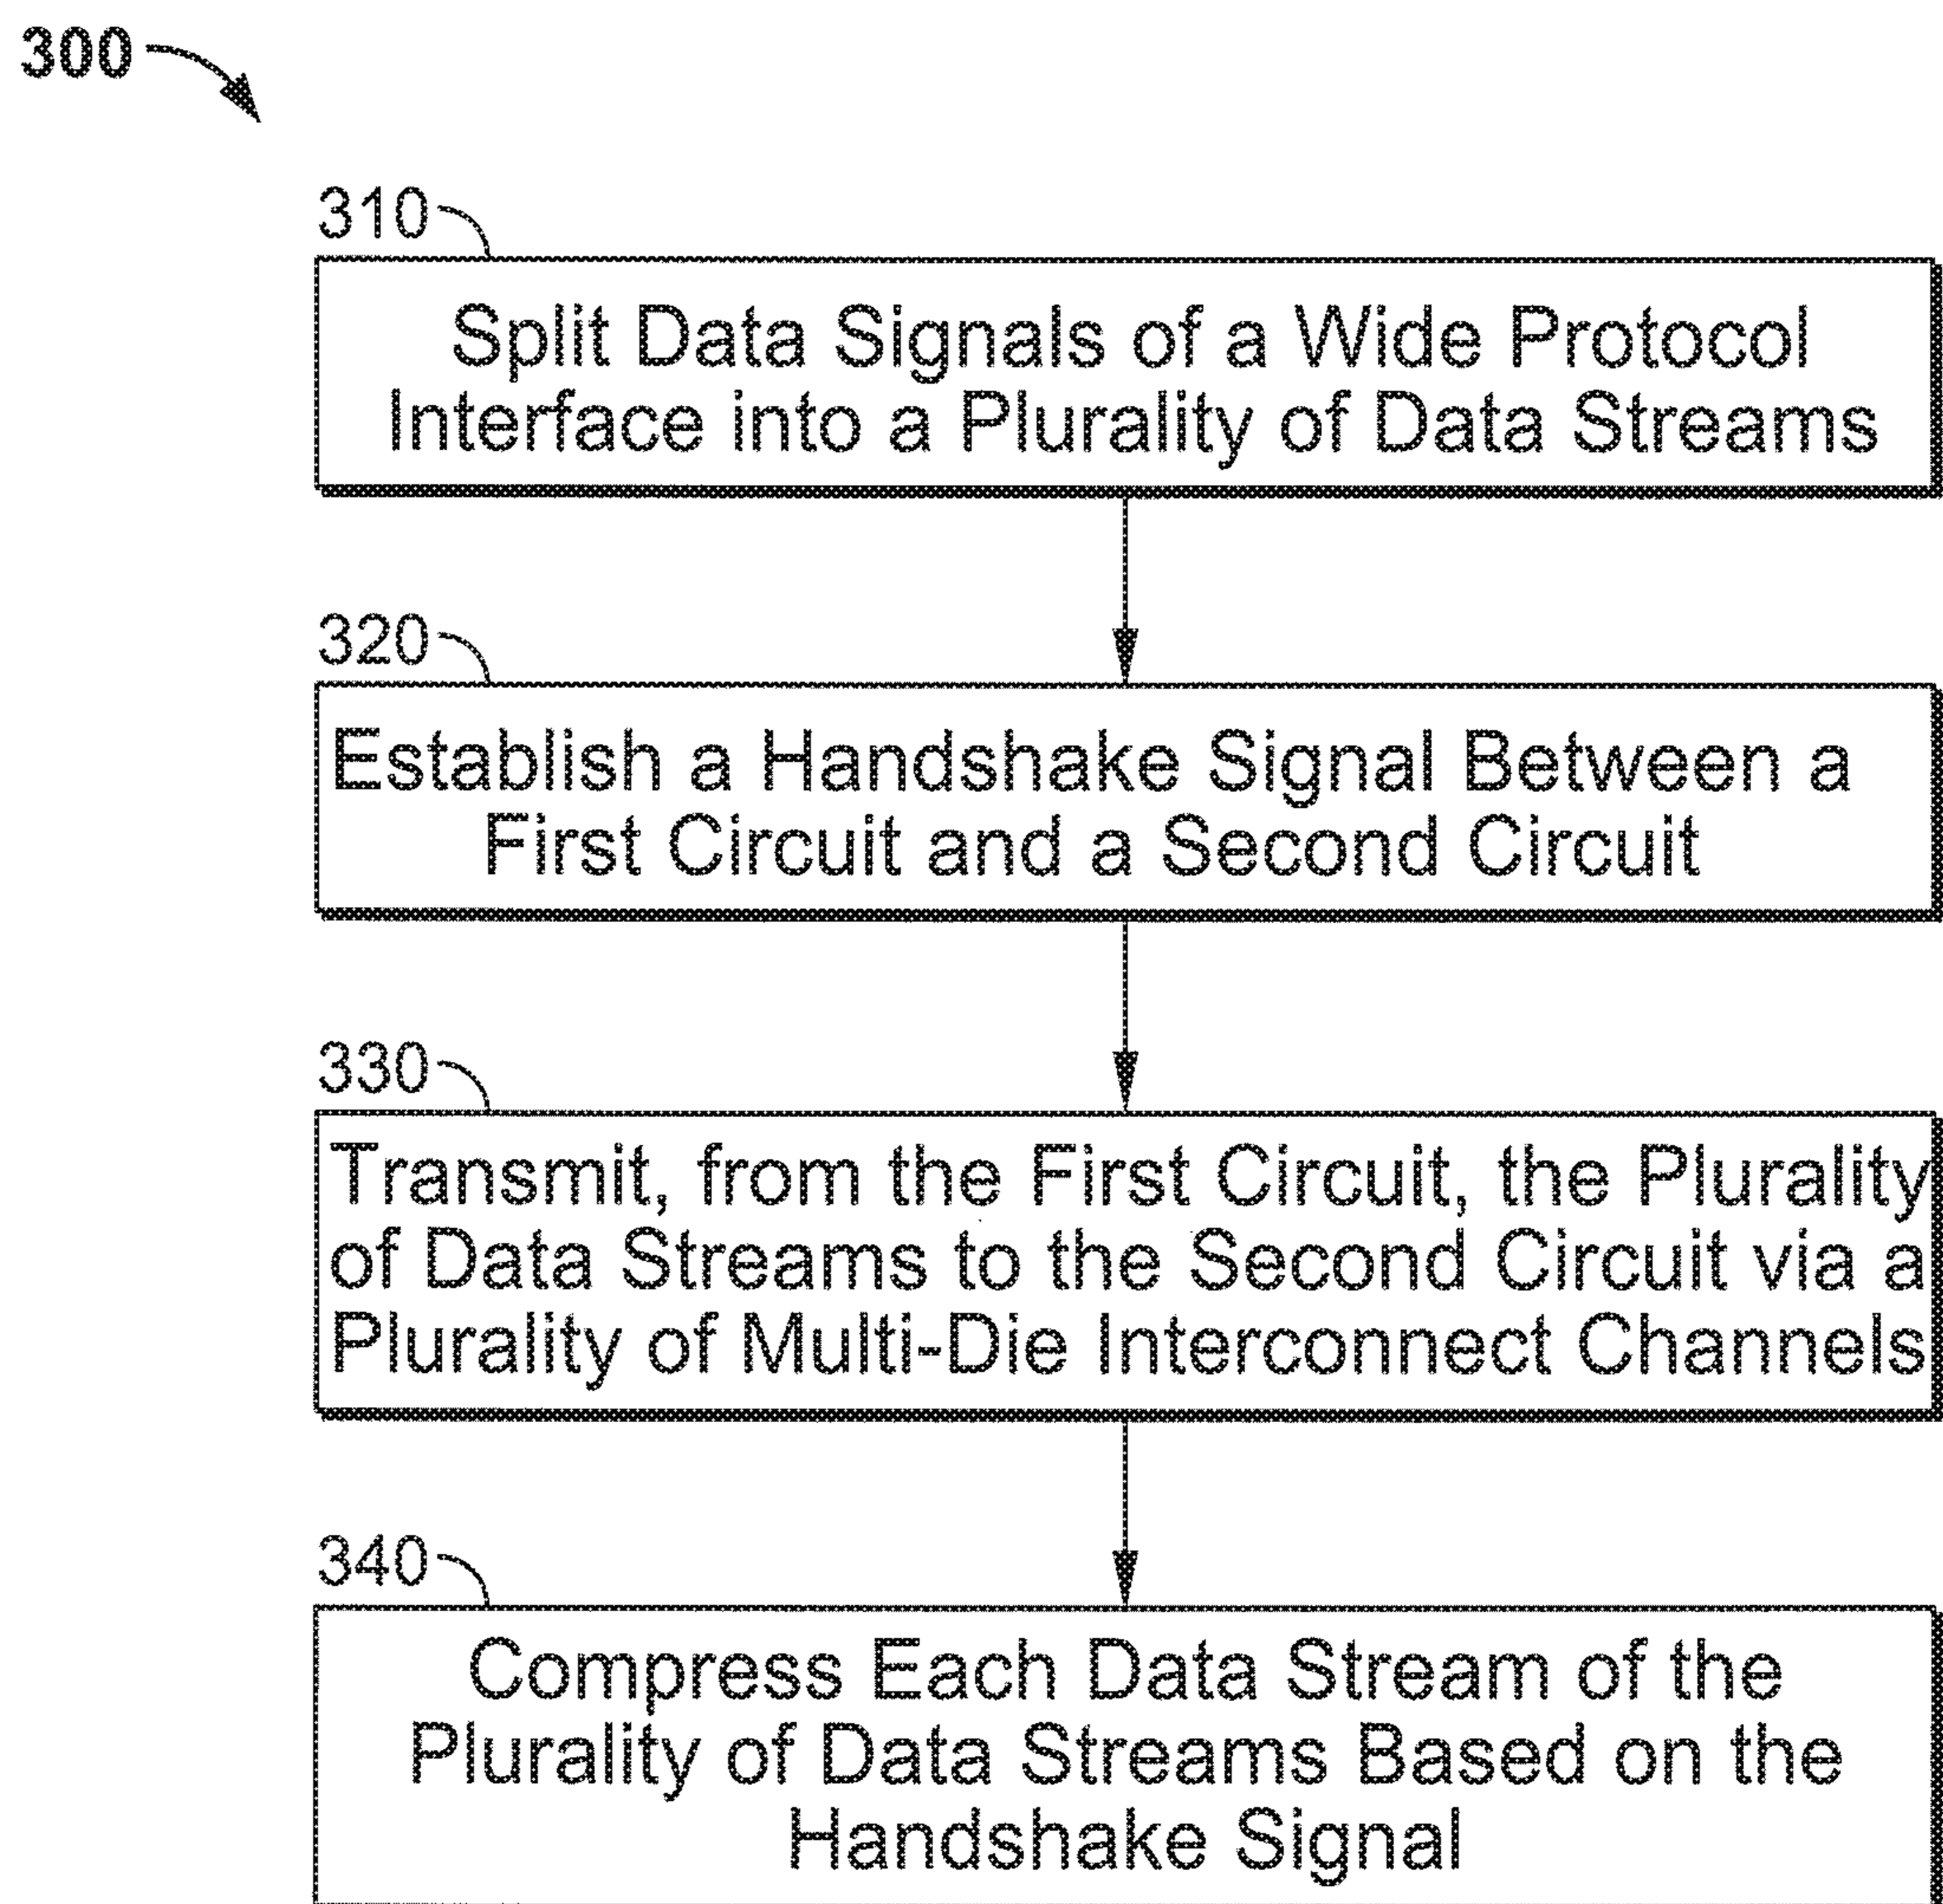 300
310
Split Data Signals of a Wide Protocol
Interface into a Plurality of Data Streams
320
Establish a Handshake Signal Between a
First Circuit and a Second Circuit
330
Transmit, from the First Circuit, the Plurality
of Data Streams to the Second Circuit via a
Plurality of Multi-Die Interconnect Channels
340
Compress Each Data Stream of the
Plurality of Data Streams Based on the
Handshake Signal